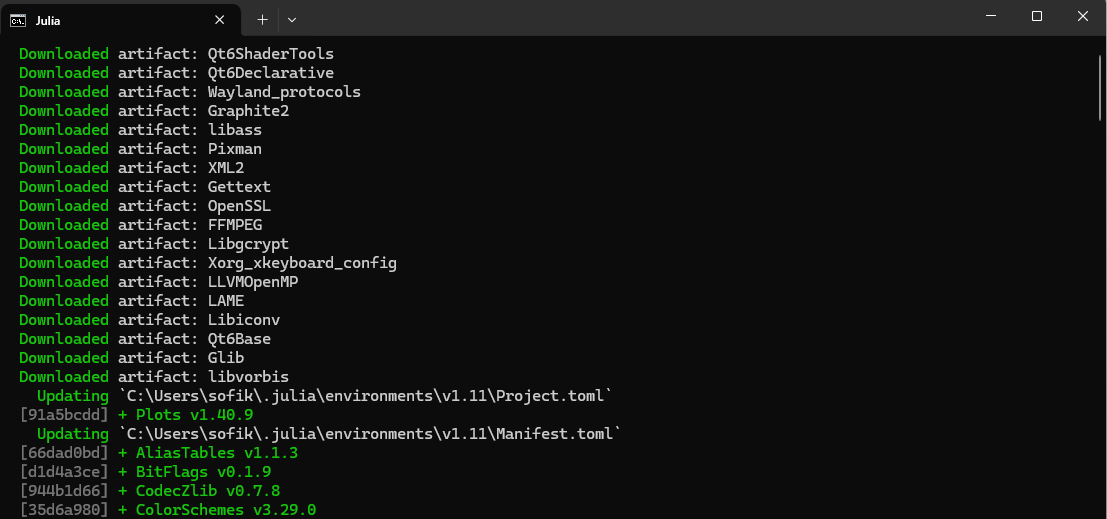 Julia
Downloaded artifact: Qt6ShaderTools
Downloaded artifact: Qt6Declarative
Downloaded artifact: Wayland_protocols
Downloaded artifact: Graphite2
Downloaded artifact: libass
Downloaded artifact: Pixman
Downloaded artifact: XML2
Downloaded artifact: Gettext
Downloaded artifact: OpenSSL
Downloaded artifact: FFMPEG
Downloaded artifact: Libgcrypt
Downloaded artifact: Xorg_xkeyboard_config
Downloaded artifact: LLVMOpenMP
Downloaded artifact: LAME
Downloaded artifact: Libiconv
Downloaded artifact: Qt6Base
Downloaded artifact: Glib
Downloaded artifact: libvorbis
Updating `C:\Users\sofik\.julia\environments\v1.11\Project.toml`
[91a5bcdd] + Plots v1.40.9
Updating `C:\Users\sofik\.julia\environments\v1.11\Manifest.toml`
[66dad0bd] + AliasTables v1.1.3
[d1d4a3ce] + BitFlags v0.1.9
[944b1d66] + CodecZlib v0.7.8
[35d6a980] + ColorSchemes v3.29.0